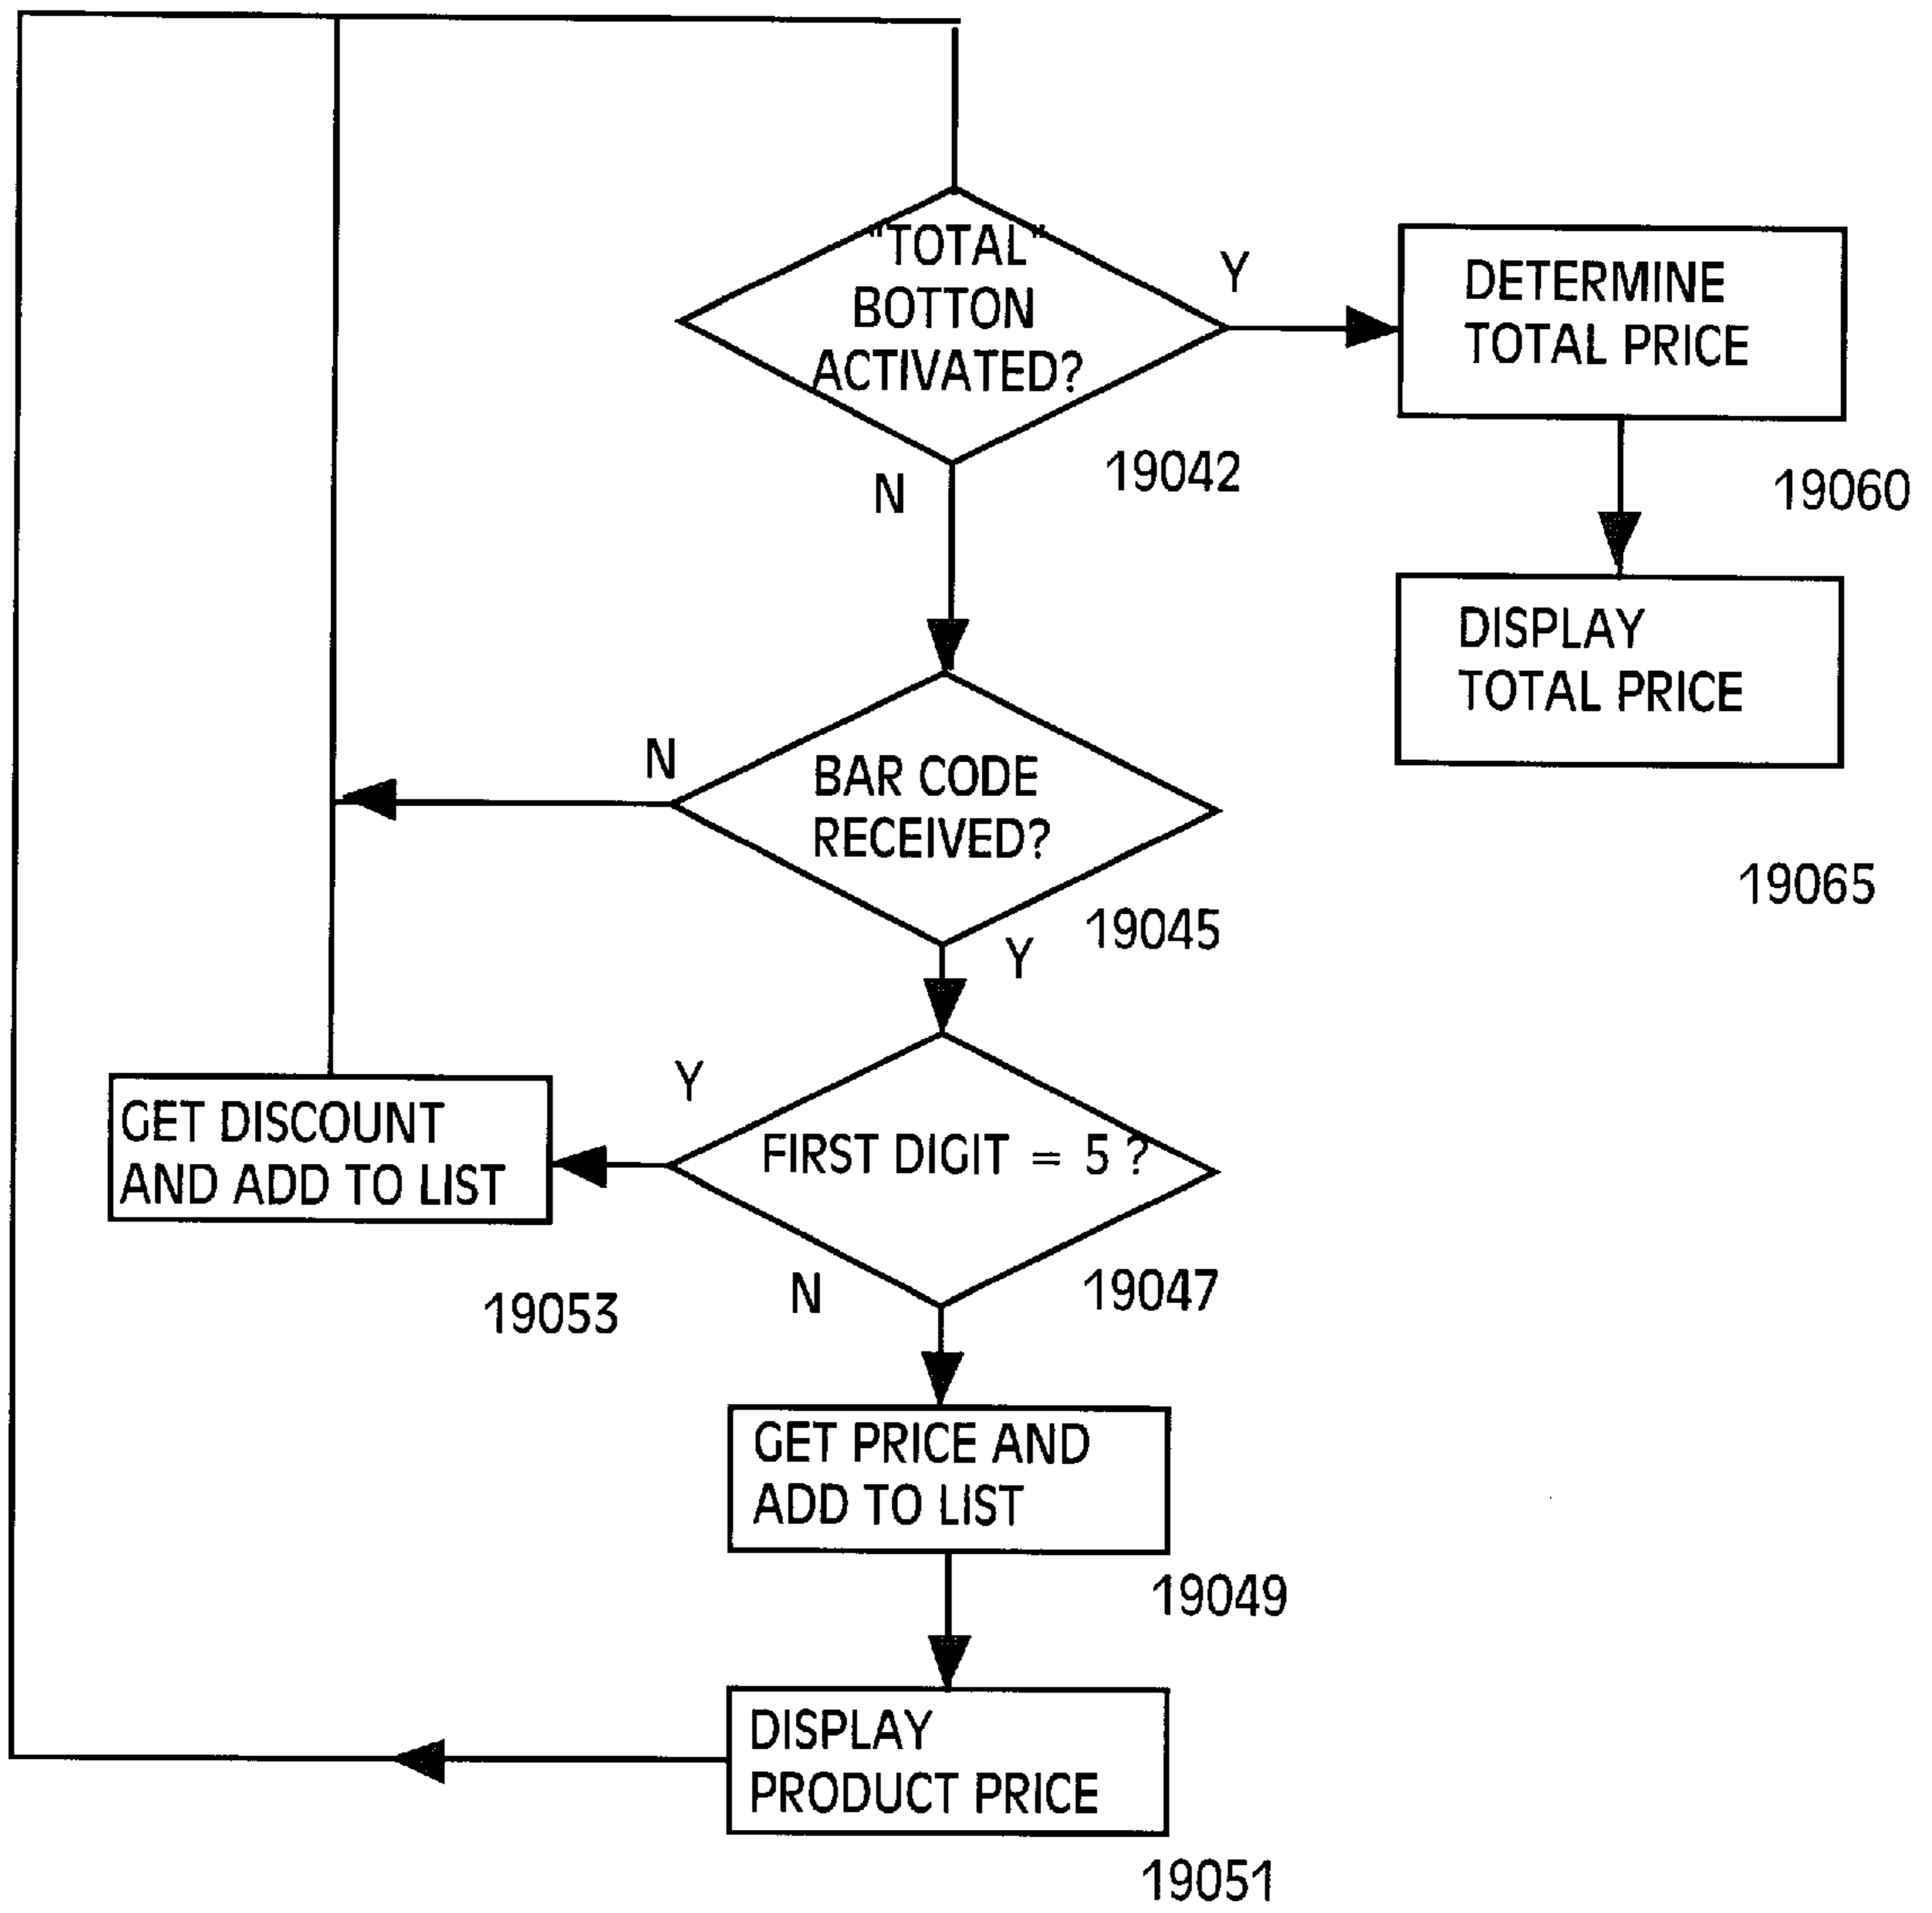 "TOTAL"
BOTTON
ACTIVATED?
Y
N
19042
DETERMINE
TOTAL PRICE
19060
DISPLAY
TOTAL PRICE
19065
BAR CODE
RECEIVED?
N
Y
19045
FIRST DIGIT = 5 ?
Y
N
19047
GET DISCOUNT
AND ADD TO LIST
19053
GET PRICE AND
ADD TO LIST
19049
DISPLAY
PRODUCT PRICE
19051